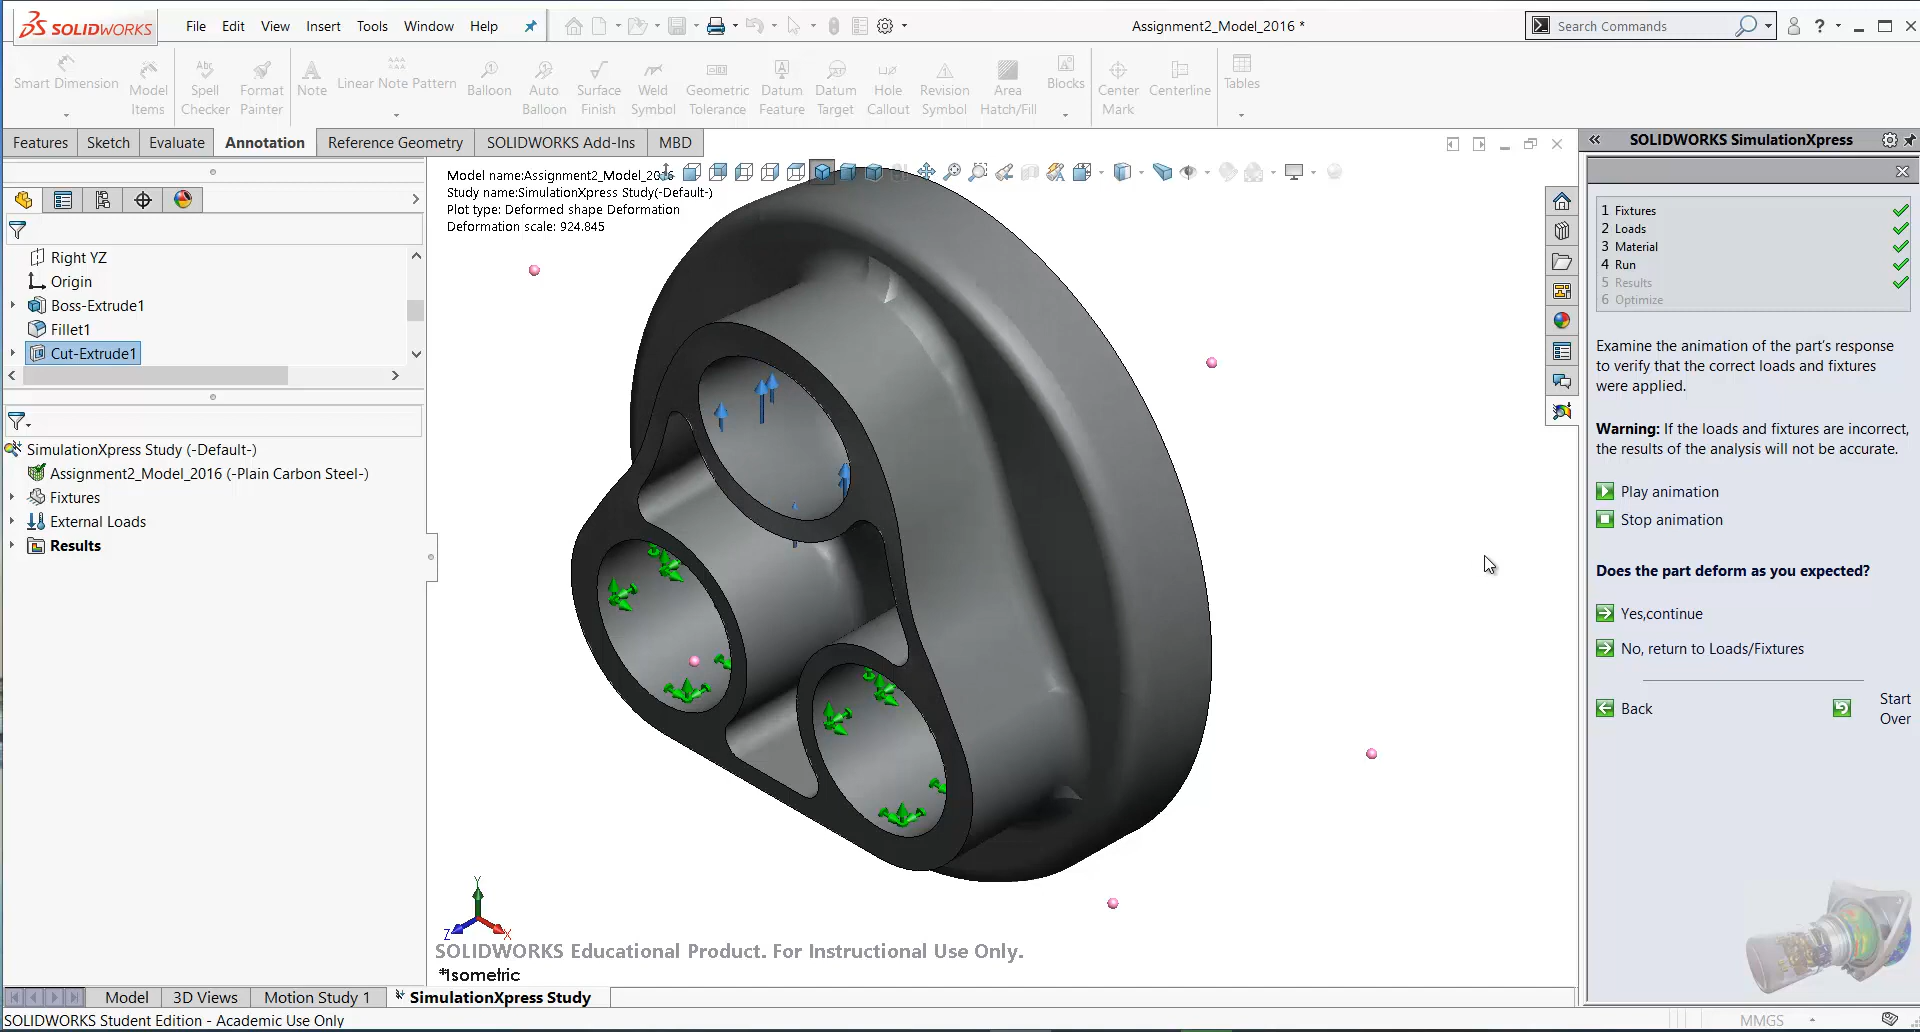 SOLIDWORKS
File Edit View Insert Tools Window Help
Assignment2_Model_2016 *
Search Commands
?
Smart Dimension
Model Items
Spell Checker
Format Painter
Note
Linear Note Pattern
Balloon
Auto Balloon
Surface Finish
Weld Symbol
Geometric Tolerance
Datum Feature
Datum Target
Hole Callout
Revision Symbol
Area Hatch/Fill
Blocks
Center Mark
Centerline
Tables
Features Sketch Evaluate Annotation Reference Geometry SOLIDWORKS Add-Ins MBD
Right YZ
Origin
Boss-Extrude1
Fillet1
Cut-Extrude1
SimulationXpress Study (-Default-)
Assignment2_Model_2016 (-Plain Carbon Steel-)
Fixtures
External Loads
Results
Model name:Assignment2_Model_2016
Study name:SimulationXpress Study(-Default-)
Plot type: Deformed shape Deformation
Deformation scale: 924.845
Y
Z
X
SOLIDWORKS Educational Product. For Instructional Use Only.
*Isometric
SOLIDWORKS SimulationXpress
1 Fixtures
2 Loads
3 Material
4 Run
5 Results
6 Optimize
Examine the animation of the part's response
to verify that the correct loads and fixtures
were applied.
Warning: If the loads and fixtures are incorrect,
the results of the analysis will not be accurate.
Play animation
Stop animation
Does the part deform as you expected?
Yes,continue
No, return to Loads/Fixtures
Back
Start
Over
Model 3D Views Motion Study 1 SimulationXpress Study
SOLIDWORKS Student Edition - Academic Use Only
MMGS